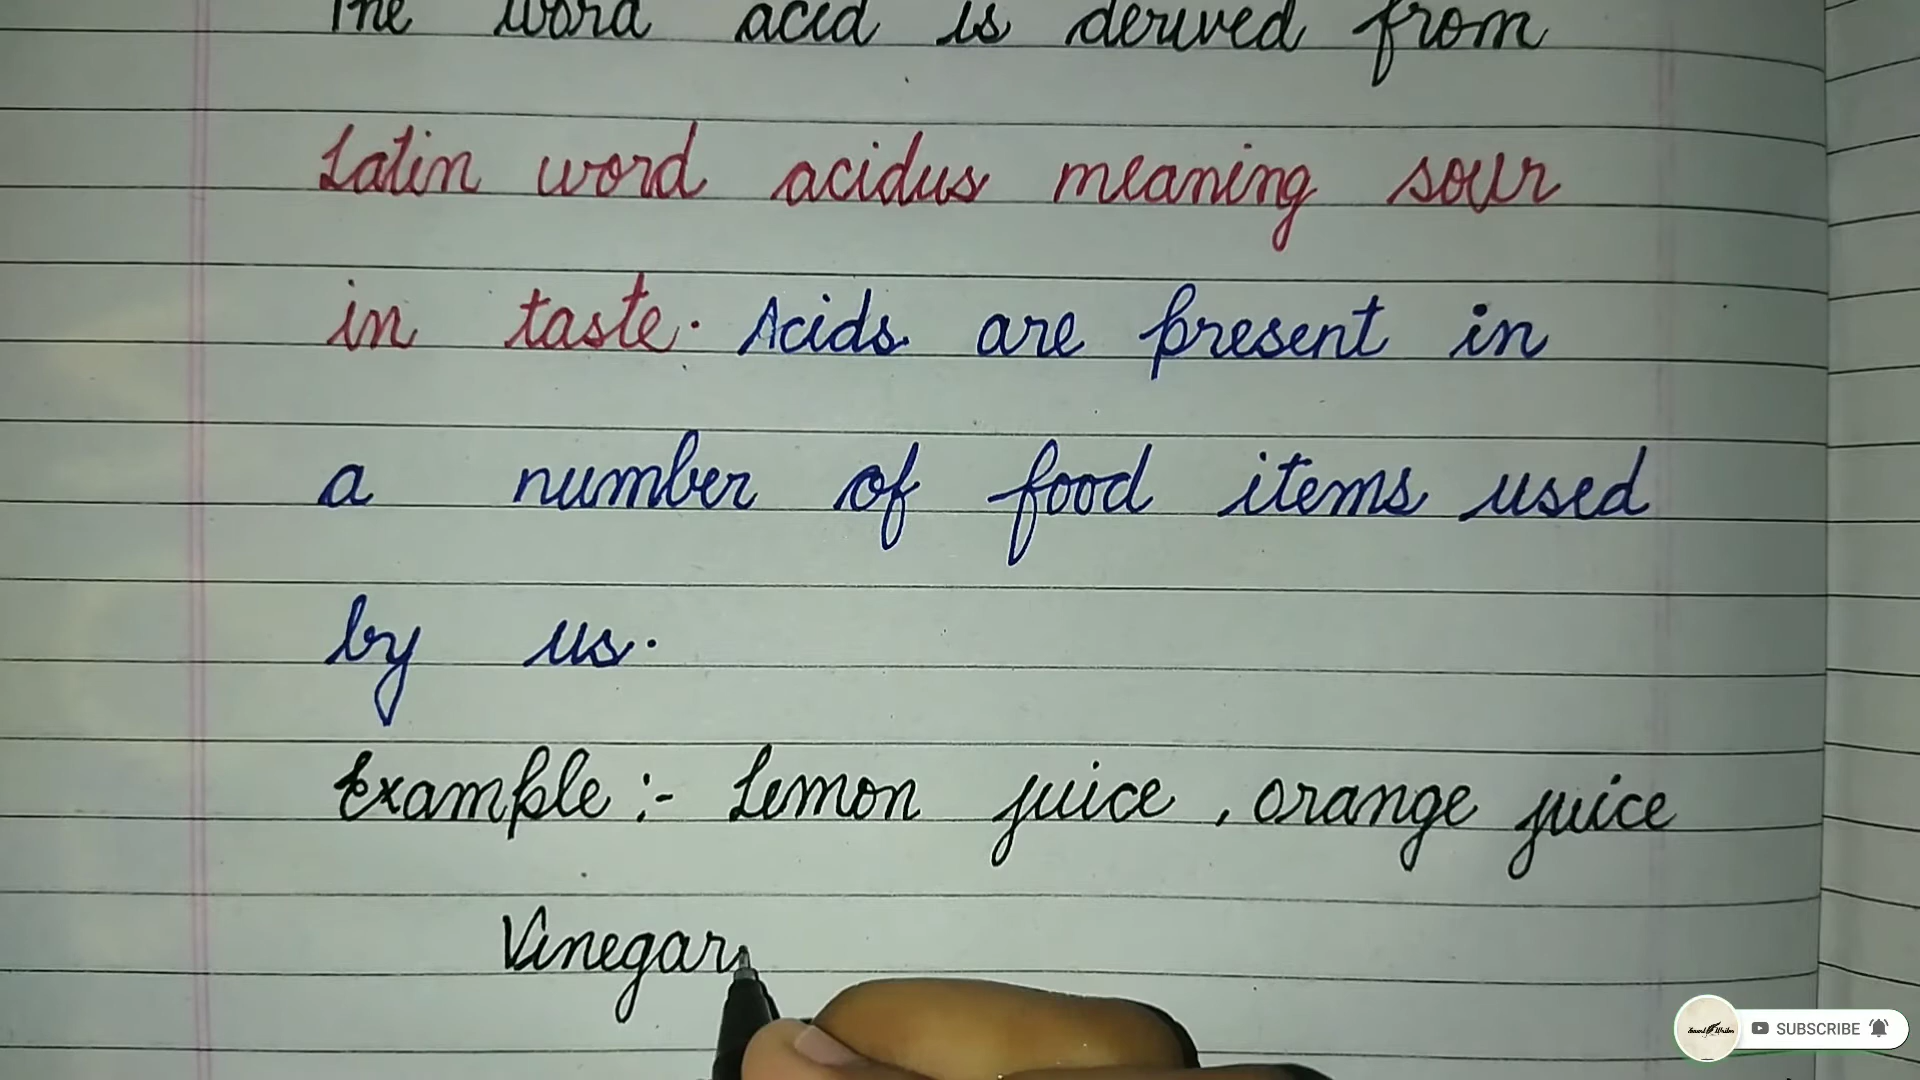 The word acid is derived from
Latin word acidus meaning sour
in taste. Acids are present in
a number of food items used
by us.
Example :- Lemon juice , orange juice
Vinegar
SUBSCRIBE